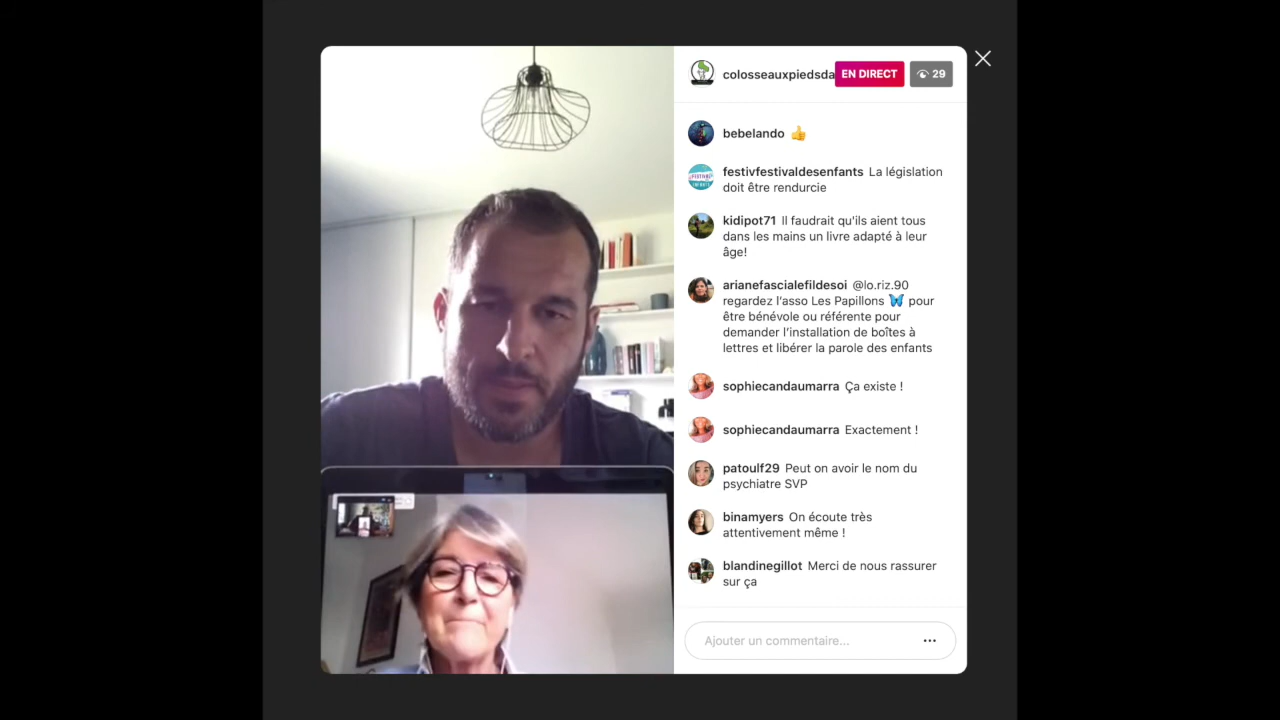 colosseauxpiedsda EN DIRECT 29
bebelando 👍
festivfestivaldesenfants La législation
doit être rendurcie
kidipot71 Il faudrait qu'ils aient tous
dans les mains un livre adapté à leur
âge!
arianefascialefildesoi @lo.riz.90
regardez l'asso Les Papillons 🦋 pour
être bénévole ou référente pour
demander l'installation de boîtes à
lettres et libérer la parole des enfants
sophiecandaumarra Ça existe !
sophiecandaumarra Exactement !
patoulf29 Peut on avoir le nom du
psychiatre SVP
binamyers On écoute très
attentivement même !
blandinegillot Merci de nous rassurer
sur ça
Ajouter un commentaire...